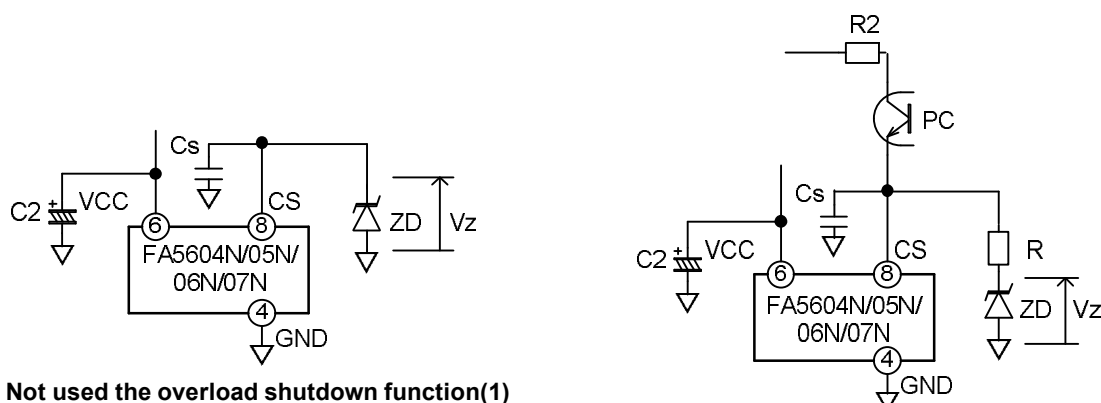 R2
PC
Cs
C2
+
VCC
CS
6
8
ZD
Vz
FA5604N/05N/
06N/07N
4
GND
Not used the overload shutdown function(1)
Cs
C2
+
VCC
CS
6
8
R
ZD
Vz
FA5604N/05N/
06N/07N
4
GND